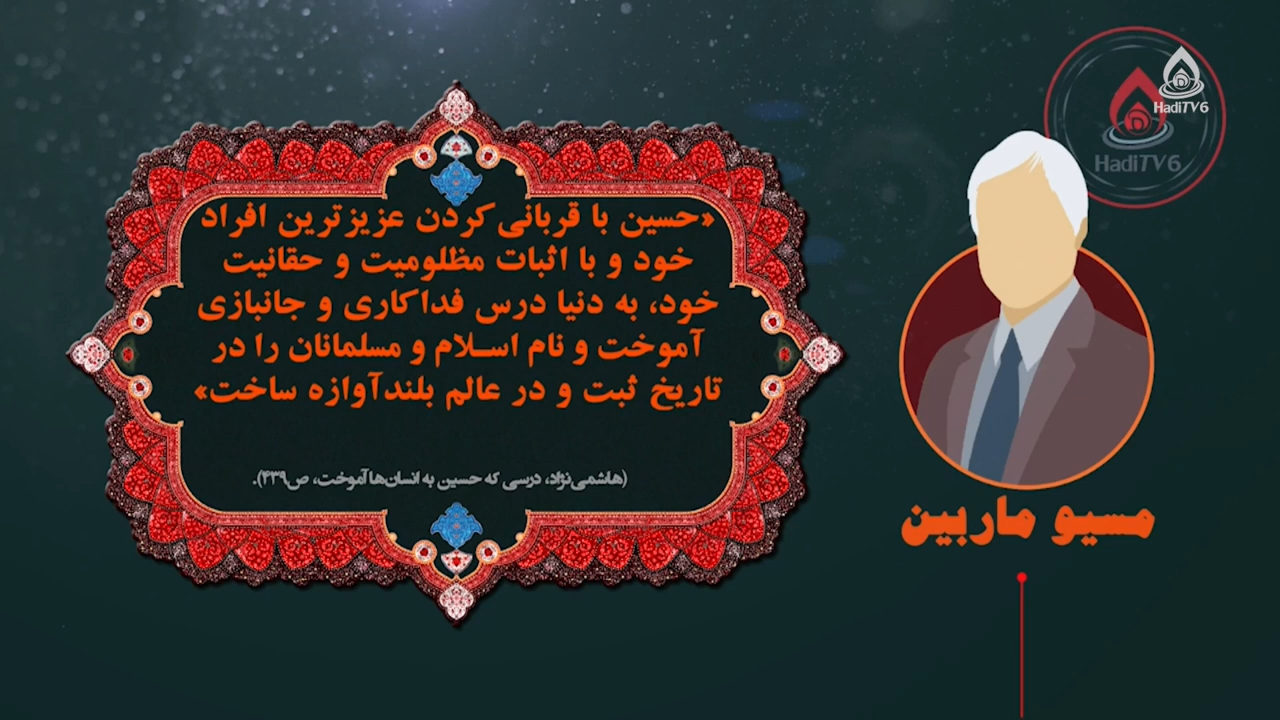 «حسین با قربانی‌کردن عزیزترین افراد
خود و با اثبات مظلومیت و حقانیت
خود، به دنیا درس فداکاری و جانبازی
آموخت و نام اسلام و مسلمانان را در
تاریخ ثبت و در عالم بلندآوازه ساخت»
(هاشمی‌نژاد، درسی که حسین به انسان‌ها آموخت، ص۴۳۹).
مسیو ماربین
HadiTV6
HadiTV6